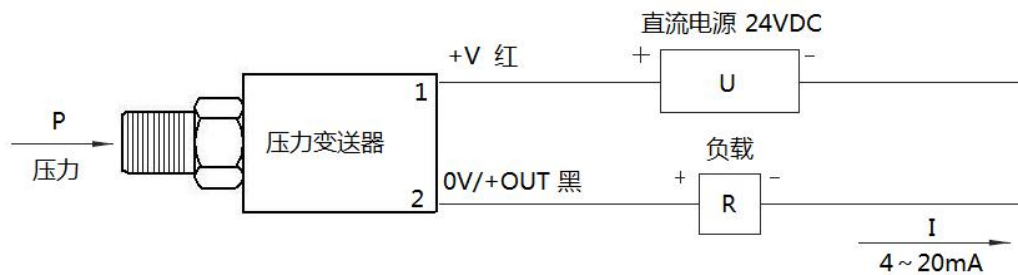 直流电源 24VDC
+V 红
+
U
−
1
P
压力
压力变送器
负载
0V/+OUT 黑
2
+
R
−
I
4～20mA